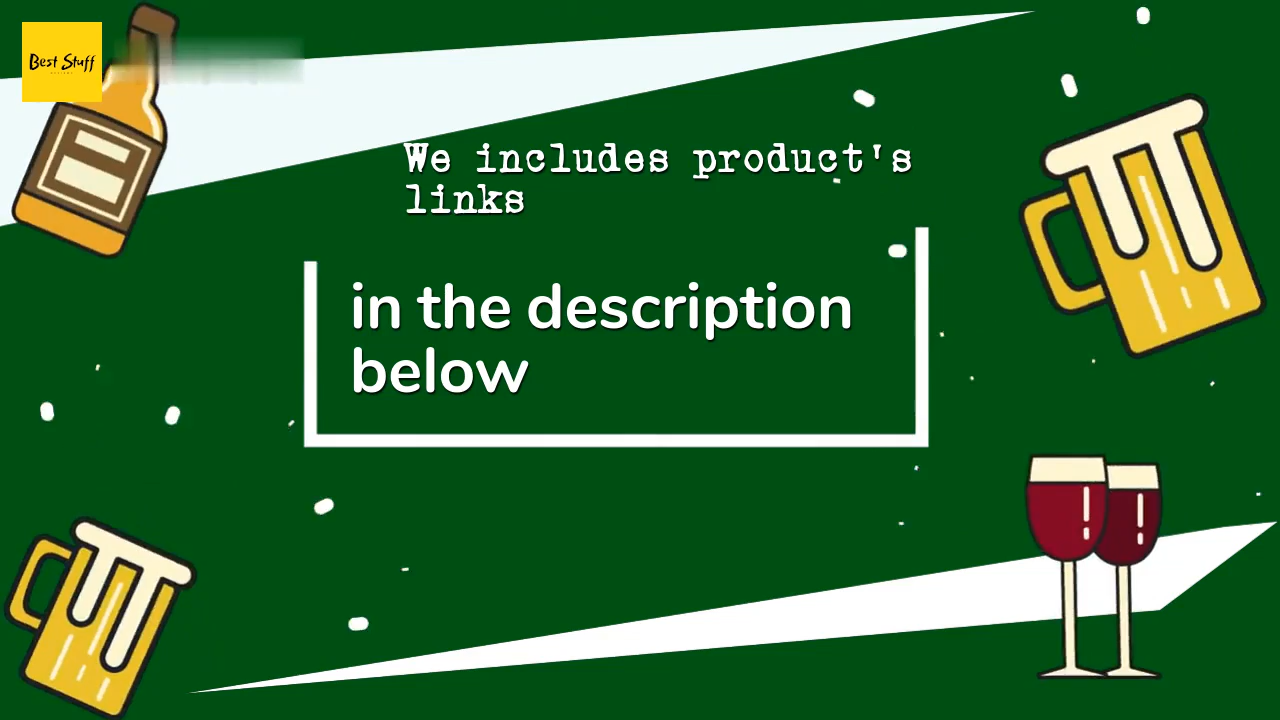 Best Stuff
We includes product's
links
in the description
below